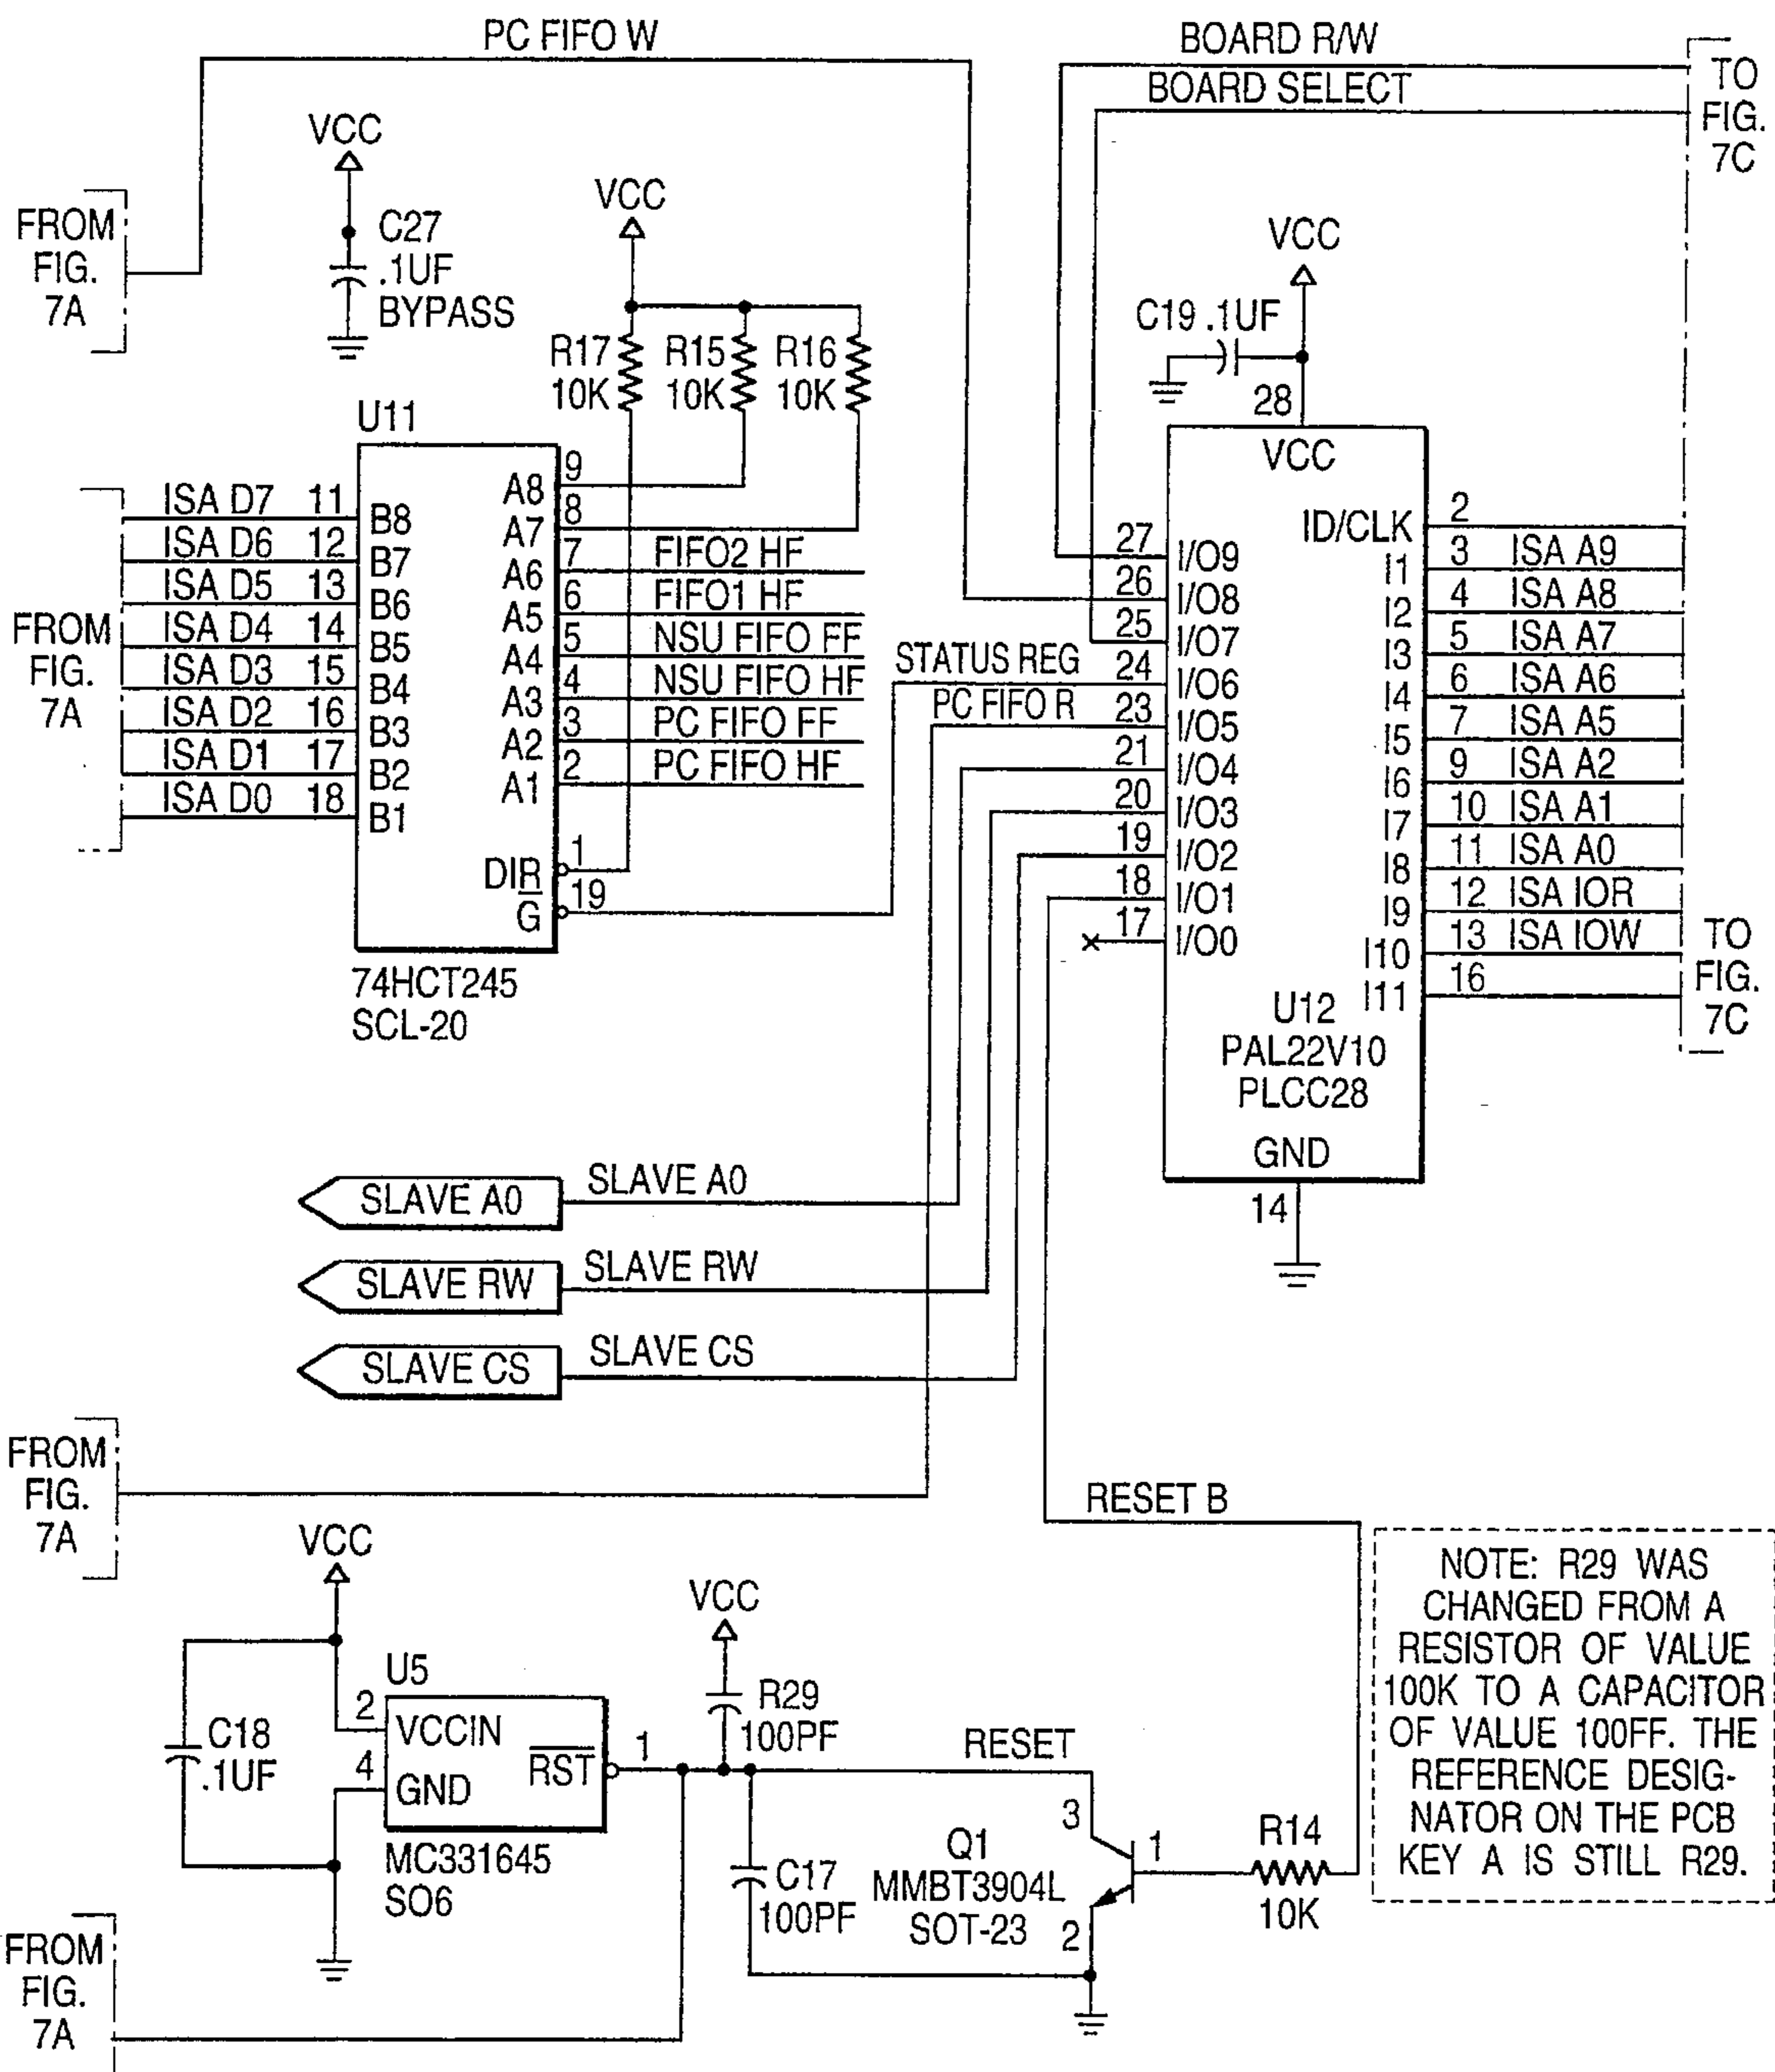 PC FIFO W
BOARD R/W
BOARD SELECT
TO
FIG.
7C
FROM
FIG.
7A
VCC
C27
.1UF
BYPASS
VCC
R17
10K
R15
10K
R16
10K
VCC
C19 .1UF
28
U11
FROM
FIG.
7A
ISA D7 11 B8
ISA D6 12 B7
ISA D5 13 B6
ISA D4 14 B5
ISA D3 15 B4
ISA D2 16 B3
ISA D1 17 B2
ISA D0 18 B1
A8 9
A7 8
A6 7 FIFO2 HF
A5 6 FIFO1 HF
A4 5 NSU FIFO FF
A3 4 NSU FIFO HF
A2 3 PC FIFO FF
A1 2 PC FIFO HF
DIR 1
G 19
74HCT245
SCL-20
VCC
27 I/O9
26 I/O8
25 I/O7
STATUS REG 24 I/O6
PC FIFO R 23 I/O5
21 I/O4
20 I/O3
19 I/O2
18 I/O1
17 I/O0
ID/CLK 2
I1 3 ISA A9
I2 4 ISA A8
I3 5 ISA A7
I4 6 ISA A6
I5 7 ISA A5
I6 9 ISA A2
I7 10 ISA A1
I8 11 ISA A0
I9 12 ISA IOR
I10 13 ISA IOW
I11 16
U12
PAL22V10
PLCC28
GND
14
TO
FIG.
7C
SLAVE A0 SLAVE A0
SLAVE RW SLAVE RW
SLAVE CS SLAVE CS
FROM
FIG.
7A
RESET B
VCC
C18
.1UF
U5
2 VCCIN
4 GND
RST 1
MC331645
SO6
VCC
R29
100PF
RESET
C17
100PF
Q1
MMBT3904L
SOT-23
3
1
2
R14
10K
NOTE: R29 WAS
CHANGED FROM A
RESISTOR OF VALUE
100K TO A CAPACITOR
OF VALUE 100FF. THE
REFERENCE DESIG-
NATOR ON THE PCB
KEY A IS STILL R29.
FROM
FIG.
7A